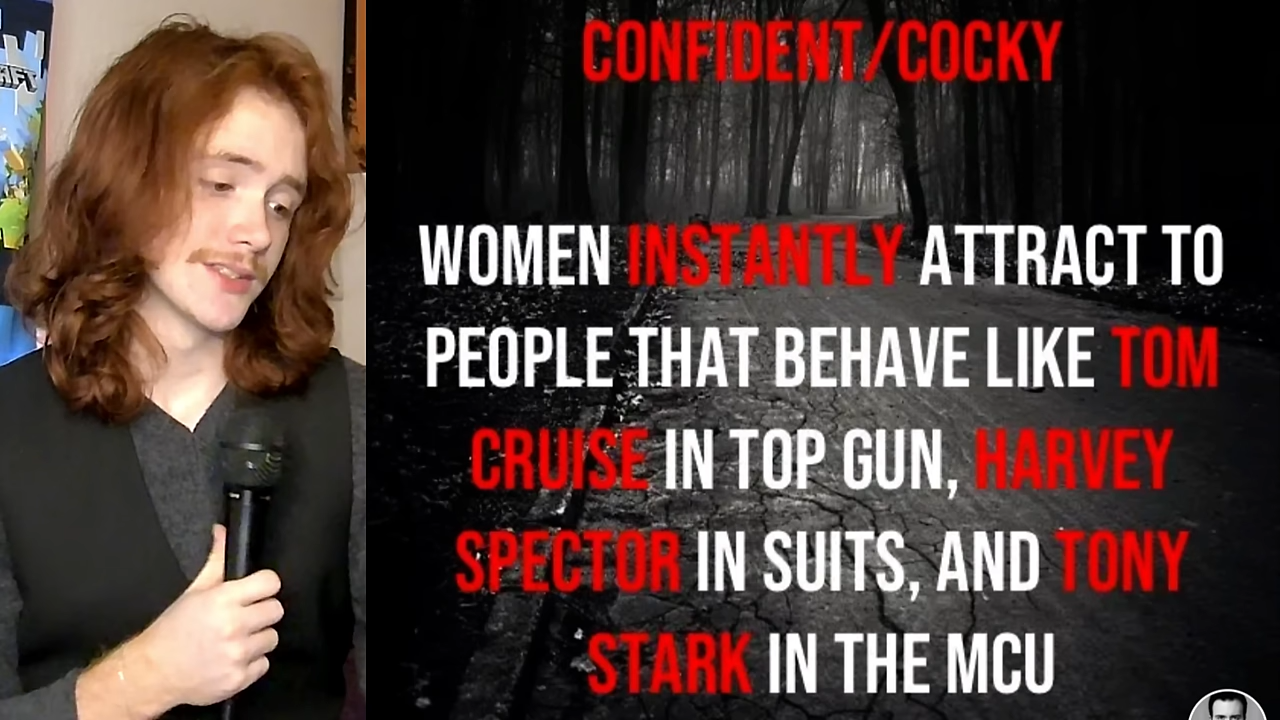 CONFIDENT/COCKY
WOMEN INSTANTLY ATTRACT TO
PEOPLE THAT BEHAVE LIKE TOM
CRUISE IN TOP GUN, HARVEY
SPECTOR IN SUITS, AND TONY
STARK IN THE MCU